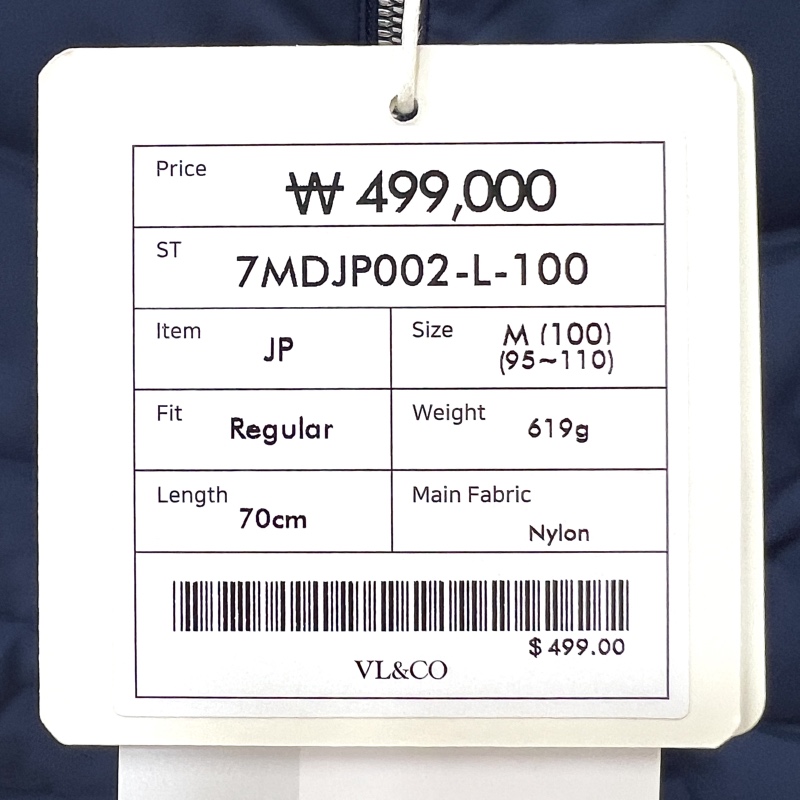 Price
₩ 499,000
ST
7MDJP002-L-100
Item
JP
Size
M (100)
(95~110)
Fit
Regular
Weight
619g
Length
70cm
Main Fabric
Nylon
$ 499.00
VL&CO